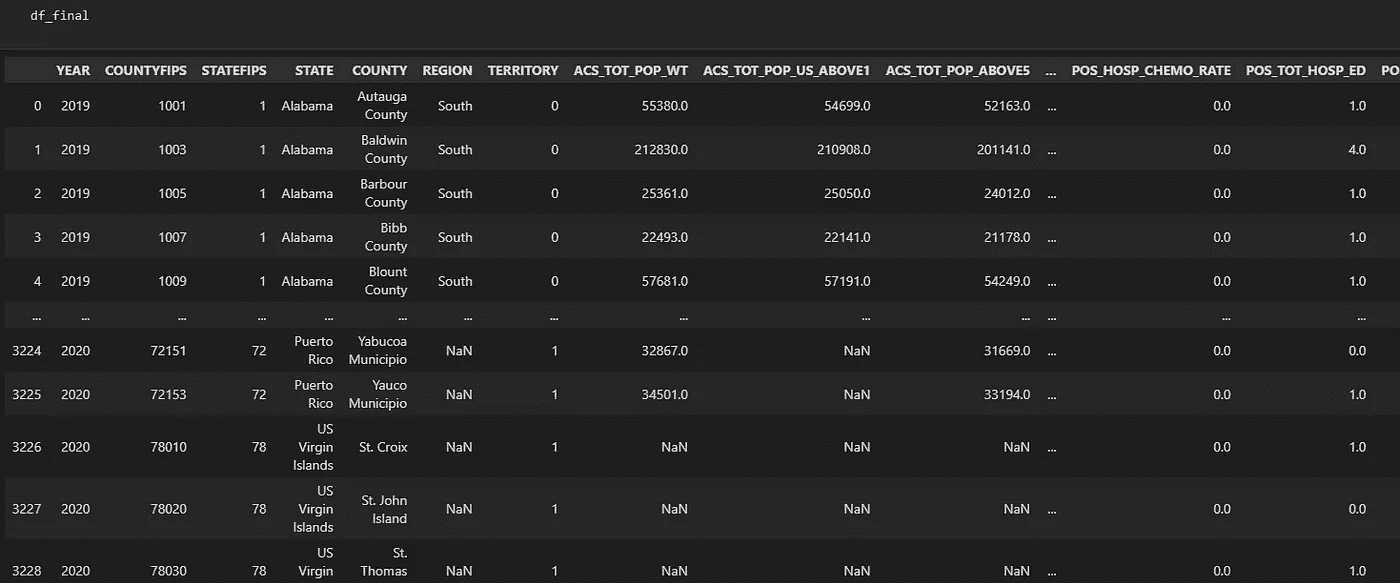 df_final
YEAR COUNTYFIPS STATEFIPS STATE COUNTY REGION TERRITORY ACS_TOT_POP_WT ACS_TOT_POP_US_ABOVE1 ACS_TOT_POP_ABOVE5 ... POS_HOSP_CHEMO_RATE POS_TOT_HOSP_ED PO
0 2019 1001 1 Alabama Autauga County South 0 55380.0 54699.0 52163.0 ... 0.0 1.0
1 2019 1003 1 Alabama Baldwin County South 0 212830.0 210908.0 201141.0 ... 0.0 4.0
2 2019 1005 1 Alabama Barbour County South 0 25361.0 25050.0 24012.0 ... 0.0 1.0
3 2019 1007 1 Alabama Bibb County South 0 22493.0 22141.0 21178.0 ... 0.0 1.0
4 2019 1009 1 Alabama Blount County South 0 57681.0 57191.0 54249.0 ... 0.0 1.0
... ... ... ... ... ... ... ... ... ... ... ... ... ...
3224 2020 72151 72 Puerto Rico Yabucoa Municipio NaN 1 32867.0 NaN 31669.0 ... 0.0 0.0
3225 2020 72153 72 Puerto Rico Yauco Municipio NaN 1 34501.0 NaN 33194.0 ... 0.0 1.0
3226 2020 78010 78 US Virgin Islands St. Croix NaN 1 NaN NaN NaN ... 0.0 1.0
3227 2020 78020 78 US Virgin Islands St. John Island NaN 1 NaN NaN NaN ... 0.0 0.0
3228 2020 78030 78 US Virgin St. Thomas NaN 1 NaN NaN NaN ... 0.0 1.0